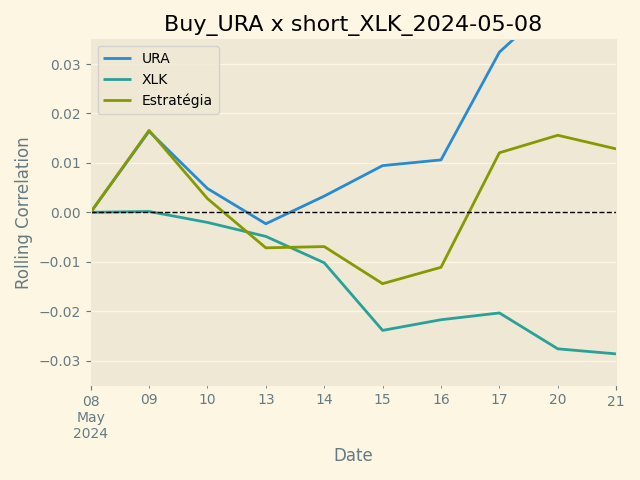 Buy_URA x short_XLK_2024-05-08
URA
XLK
Estratégia
Rolling Correlation
0.03
0.02
0.01
0.00
−0.01
−0.02
−0.03
08 09 10 13 14 15 16 17 20 21
May
2024
Date